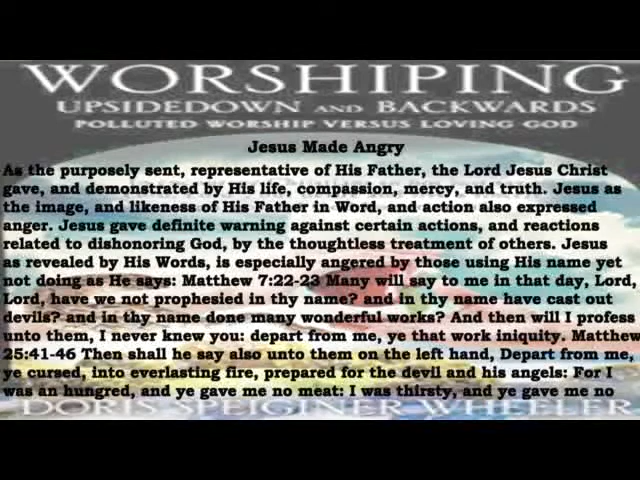 WORSHIPING
UPSIDEDOWN AND BACKWARDS
POLLUTED WORSHIP VERSUS LOVING GOD
Jesus Made Angry
As the purposely sent, representative of His Father, the Lord Jesus Christ
gave, and demonstrated by His life, compassion, mercy, and truth. Jesus as
the image, and likeness of His Father in Word, and action also expressed
anger. Jesus gave definite warning against certain actions, and reactions
related to dishonoring God, by the thoughtless treatment of others. Jesus
as revealed by His Words, is especially angered by those using His name yet
not doing as He says: Matthew 7:22-23 Many will say to me in that day, Lord,
Lord, have we not prophesied in thy name? and in thy name have cast out
devils? and in thy name done many wonderful works? And then will I profess
unto them, I never knew you: depart from me, ye that work iniquity. Matthew
25:41-46 Then shall he say also unto them on the left hand, Depart from me,
ye cursed, into everlasting fire, prepared for the devil and his angels: For I
was an hungred, and ye gave me no meat: I was thirsty, and ye gave me no
DORIS SPEIGINER WHEELER